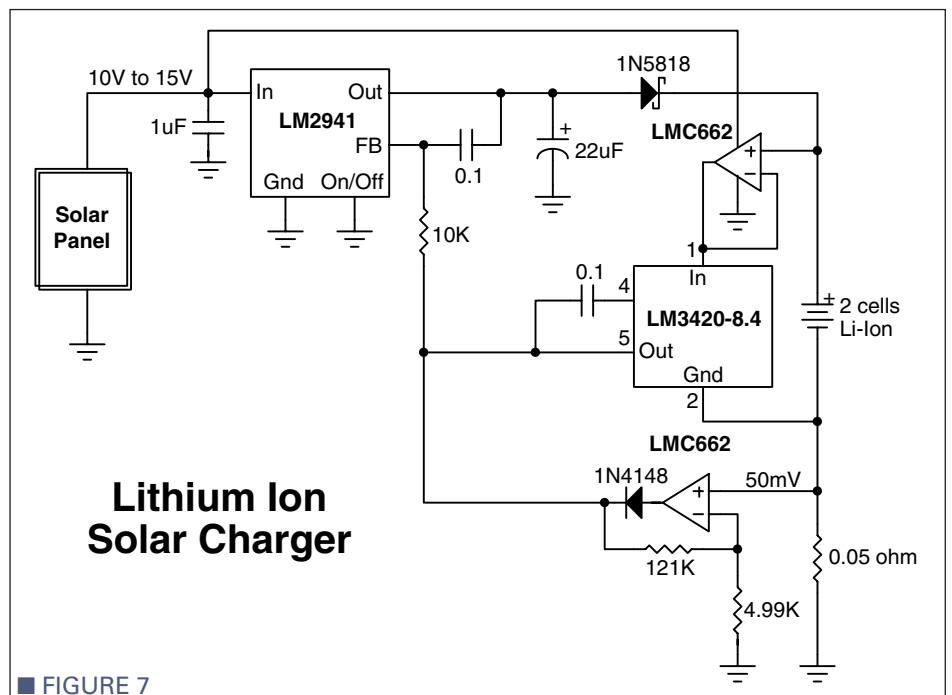 10V to 15V
1N5818
In
Out
LM2941
FB
1uF
Gnd
On/Off
0.1
+
22uF
LMC662
+
−
Solar
Panel
10K
1
In
0.1
4
LM3420-8.4
5
Out
Gnd
2
+
2 cells
Li-Ion
LMC662
1N4148
+
−
50mV
Lithium Ion
Solar Charger
121K
4.99K
0.05 ohm
■ FIGURE 7